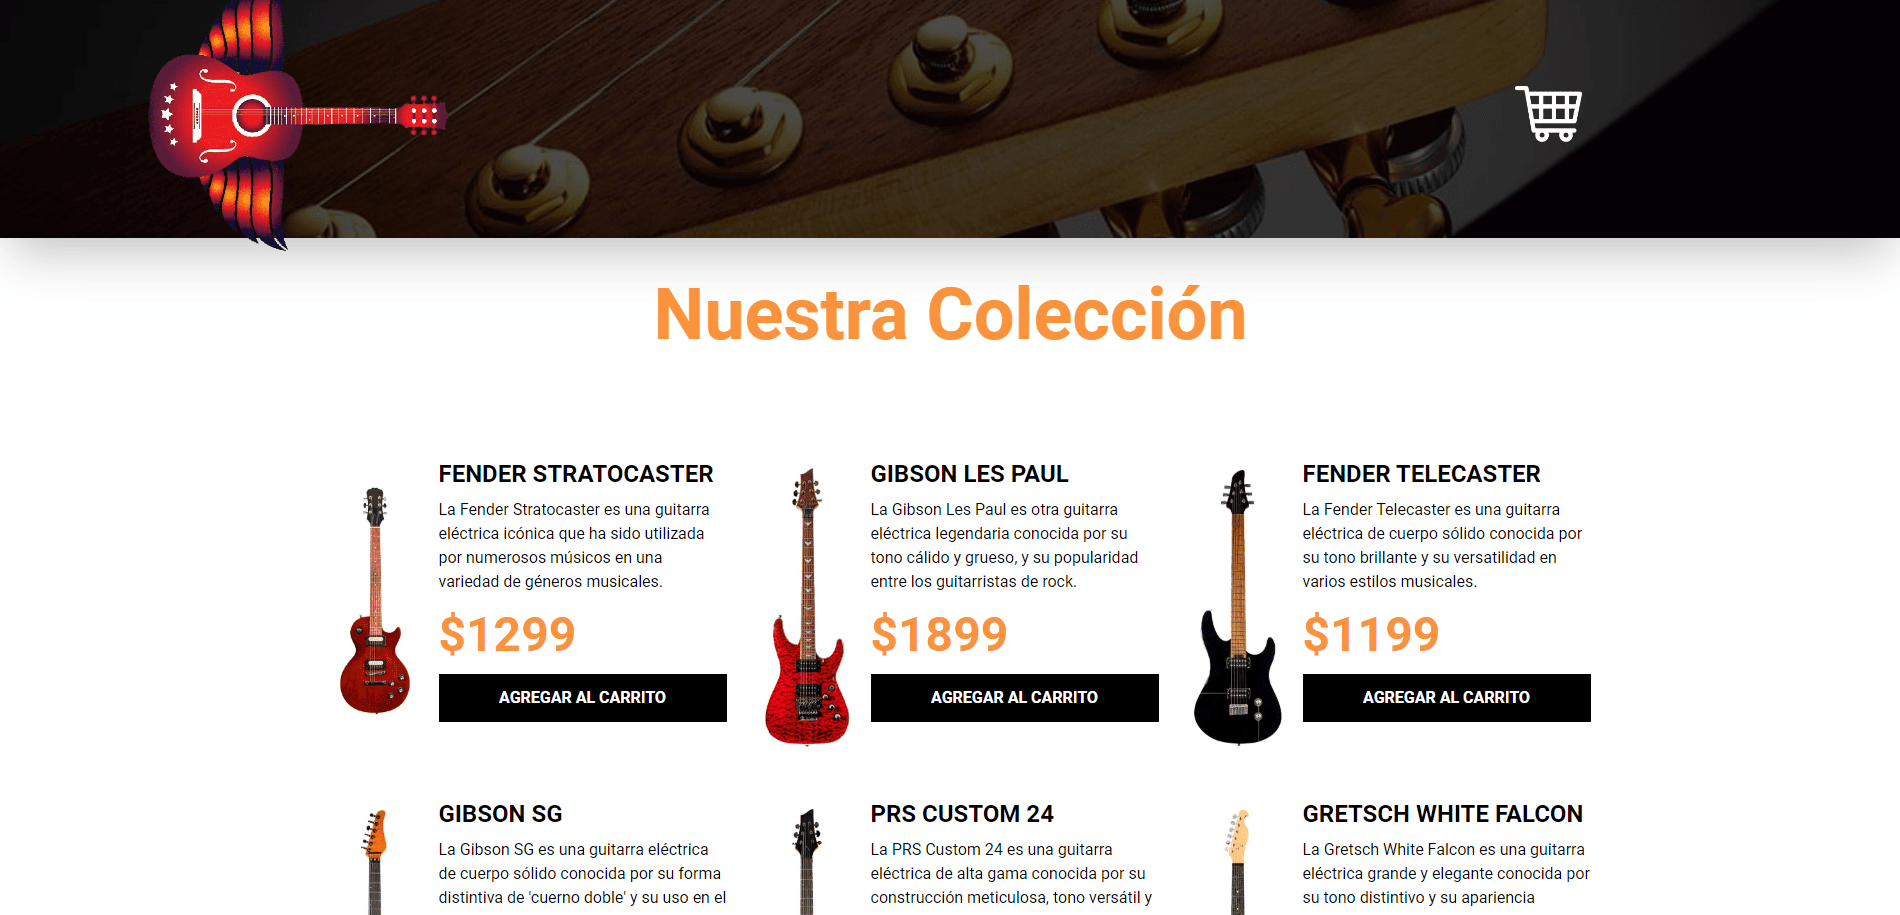 Nuestra Colección
FENDER STRATOCASTER
La Fender Stratocaster es una guitarra
eléctrica icónica que ha sido utilizada
por numerosos músicos en una
variedad de géneros musicales.
$1299
AGREGAR AL CARRITO
GIBSON LES PAUL
La Gibson Les Paul es otra guitarra
eléctrica legendaria conocida por su
tono cálido y grueso, y su popularidad
entre los guitarristas de rock.
$1899
AGREGAR AL CARRITO
FENDER TELECASTER
La Fender Telecaster es una guitarra
eléctrica de cuerpo sólido conocida por
su tono brillante y su versatilidad en
varios estilos musicales.
$1199
AGREGAR AL CARRITO
GIBSON SG
La Gibson SG es una guitarra eléctrica
de cuerpo sólido conocida por su forma
distintiva de 'cuerno doble' y su uso en el
PRS CUSTOM 24
La PRS Custom 24 es una guitarra
eléctrica de alta gama conocida por su
construcción meticulosa, tono versátil y
GRETSCH WHITE FALCON
La Gretsch White Falcon es una guitarra
eléctrica grande y elegante conocida por
su tono distintivo y su apariencia